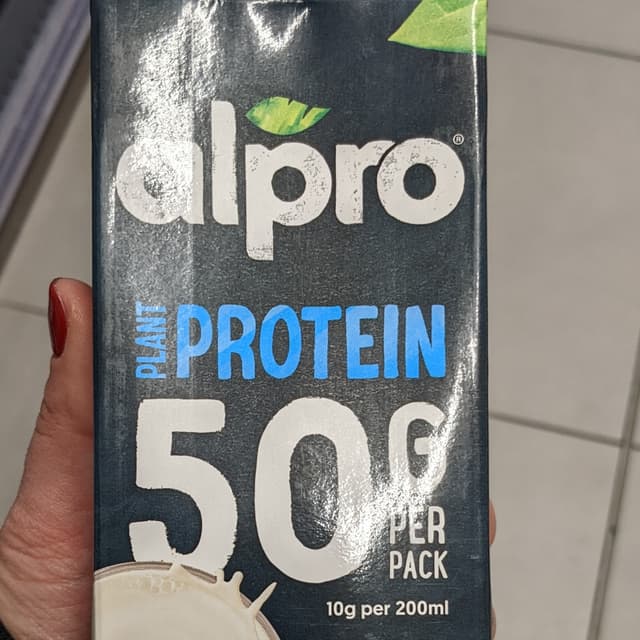 alpro®
PLANT PROTEIN
50G
PER
PACK
10g per 200ml